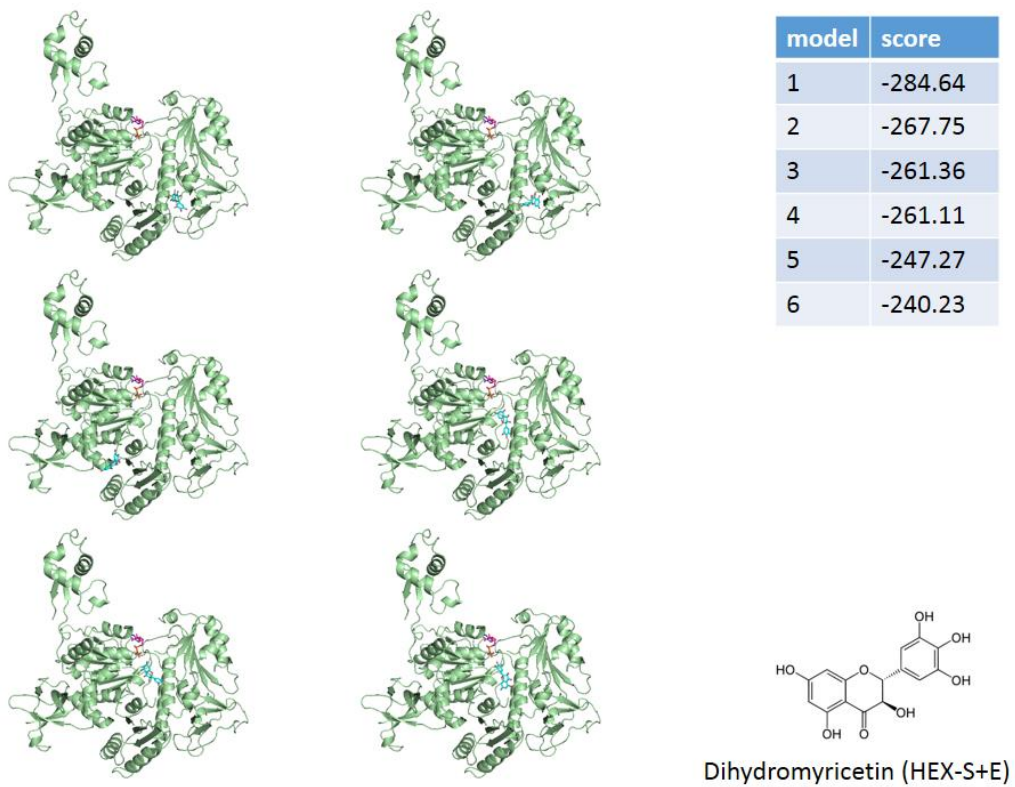 model score
1 -284.64
2 -267.75
3 -261.36
4 -261.11
5 -247.27
6 -240.23
OH
OH
HO
O
OH
OH
OH O
Dihydromyricetin (HEX-S+E)